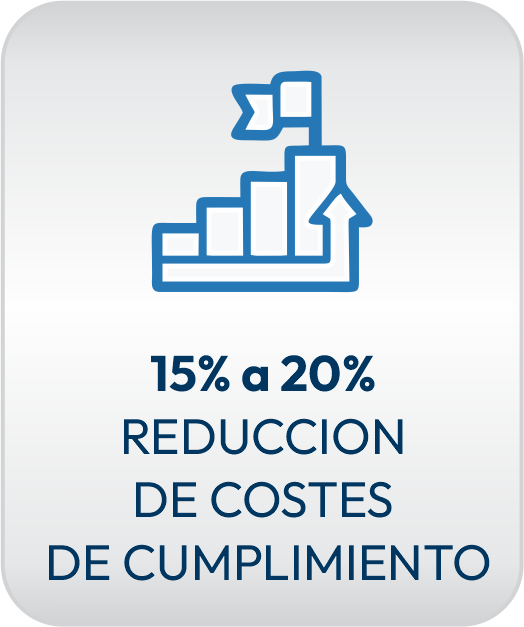 15% a 20%
REDUCCION
DE COSTES
DE CUMPLIMIENTO